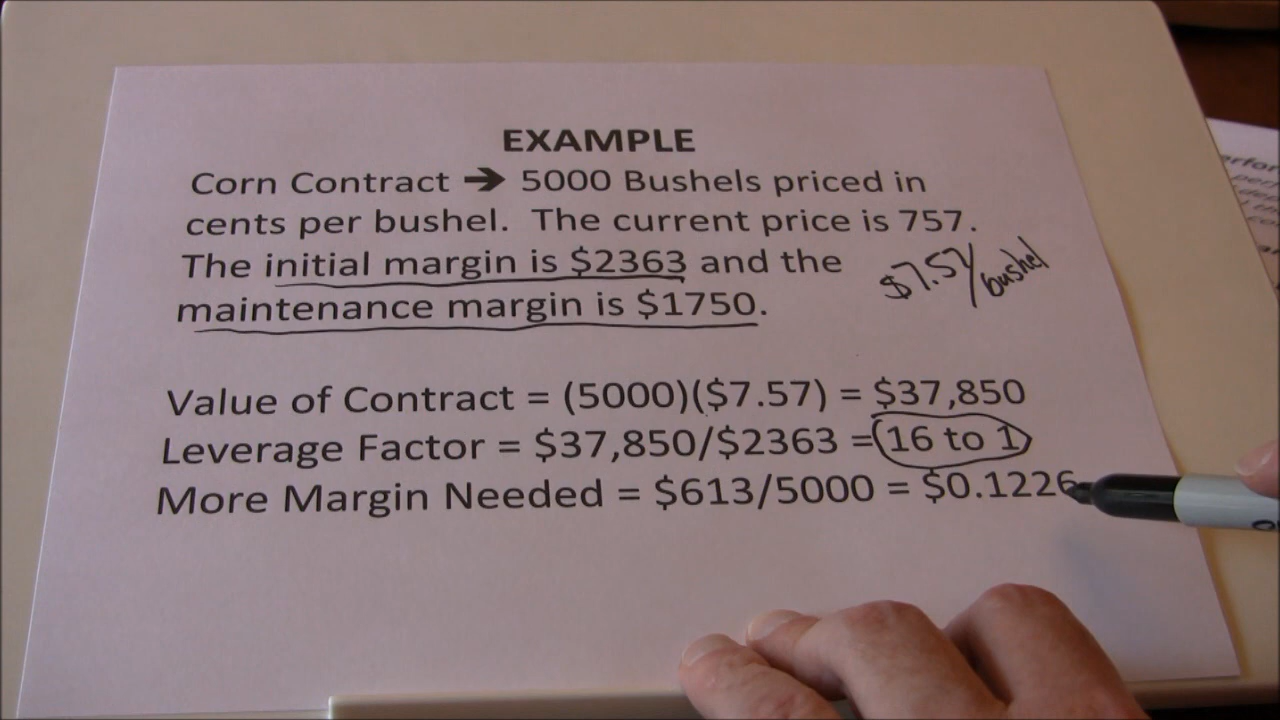 EXAMPLE
Corn Contract ➔ 5000 Bushels priced in
cents per bushel. The current price is 757.
The initial margin is $2363 and the
maintenance margin is $1750.
$7.57/bushel
Value of Contract = (5000)($7.57) = $37,850
Leverage Factor = $37,850/$2363 = 16 to 1
More Margin Needed = $613/5000 = $0.1226